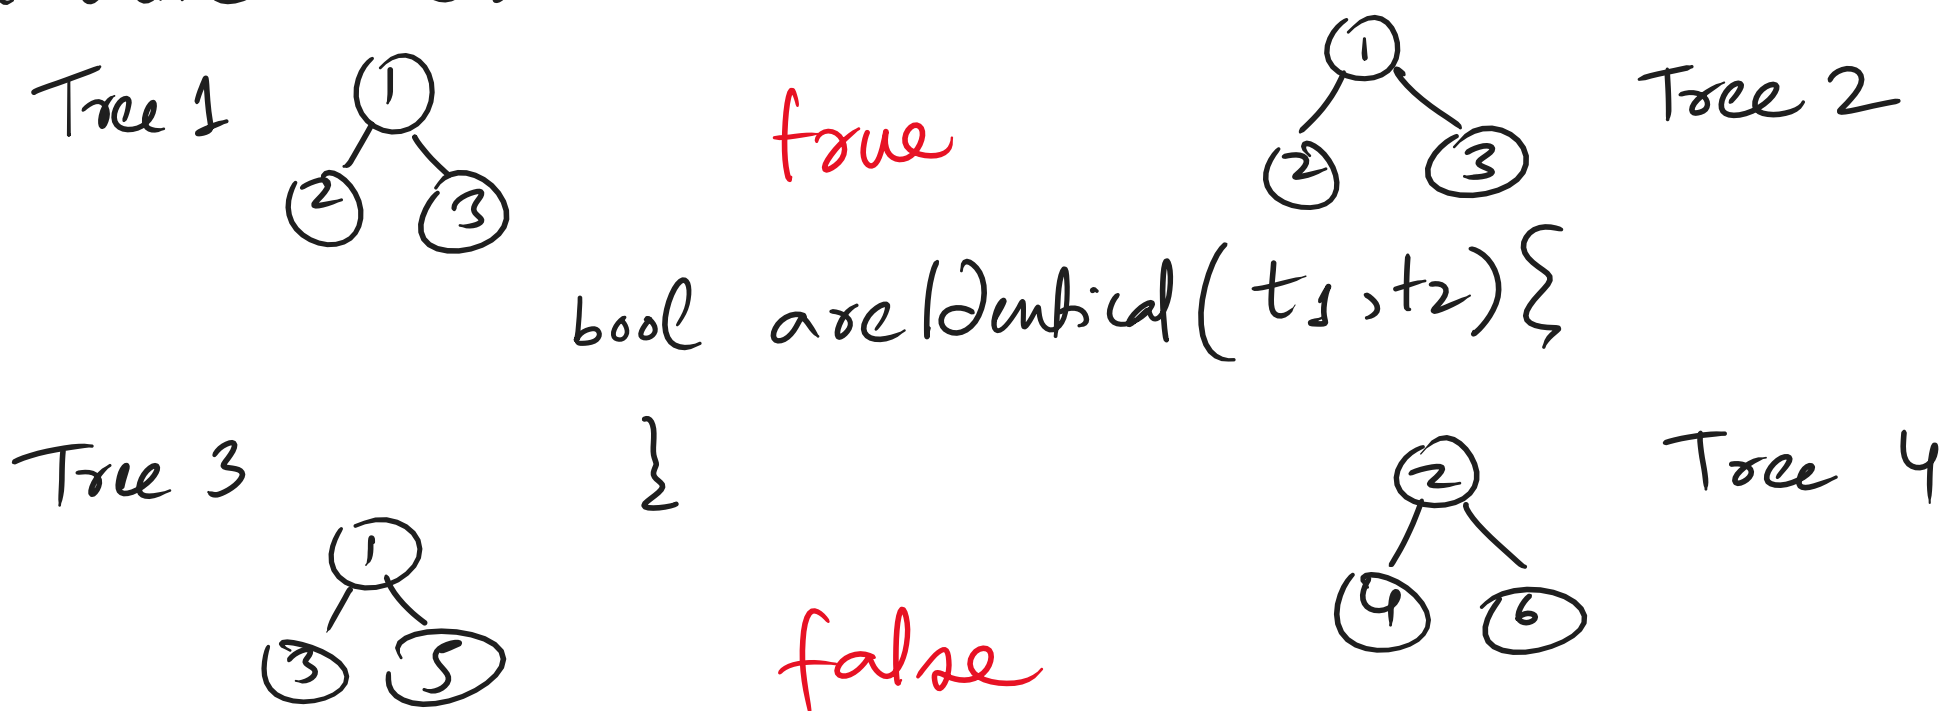 Tree 1
1
2 3
true
1
2 3
Tree 2
bool areIdentical(t1,t2){
}
Tree 3
1
3 5
false
2
4 6
Tree 4